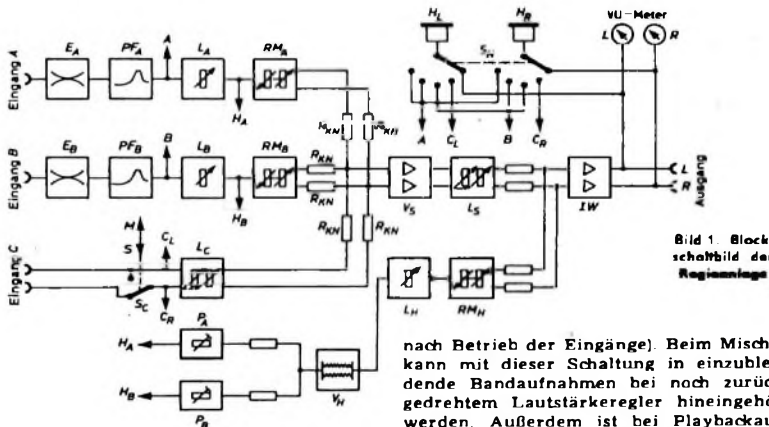 H_L
H_R
VU-Meter
L
R
E_A
PF_A
A
L_A
RM_A
S_H
Eingang A
H_A
A
C_L
B
C_R
R_KN
R_KN
E_B
PF_B
B
L_B
RM_B
R_KN
R_KN
Eingang B
H_B
V_S
L_S
IW
L
R
Ausgang
M
S
C_L
L_C
R_KN
R_KN
Eingang C
S_C
C_R
L_H
RM_H
Bild 1. Block-
schaltbild der
Regieanlage
H_A
P_A
H_B
P_B
V_H
nach Betrieb der Eingänge). Beim Misch
kann mit dieser Schaltung in einzuble
dende Bandaufnahmen bei noch zurüc
gedrehtem Lautstärkeregler hineingehö
werden. Außerdem ist bei Playbackau